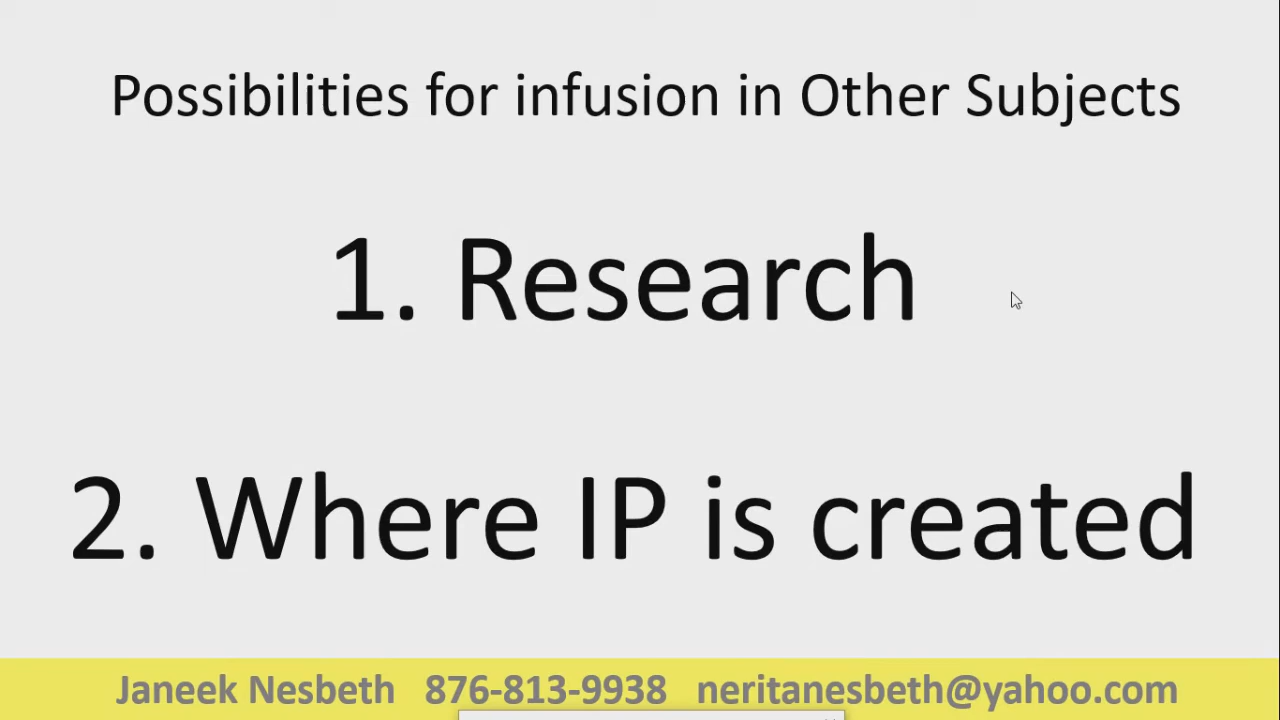 Possibilities for infusion in Other Subjects
1. Research
2. Where IP is created
Janeek Nesbeth 876-813-9938 neritanesbeth@yahoo.com